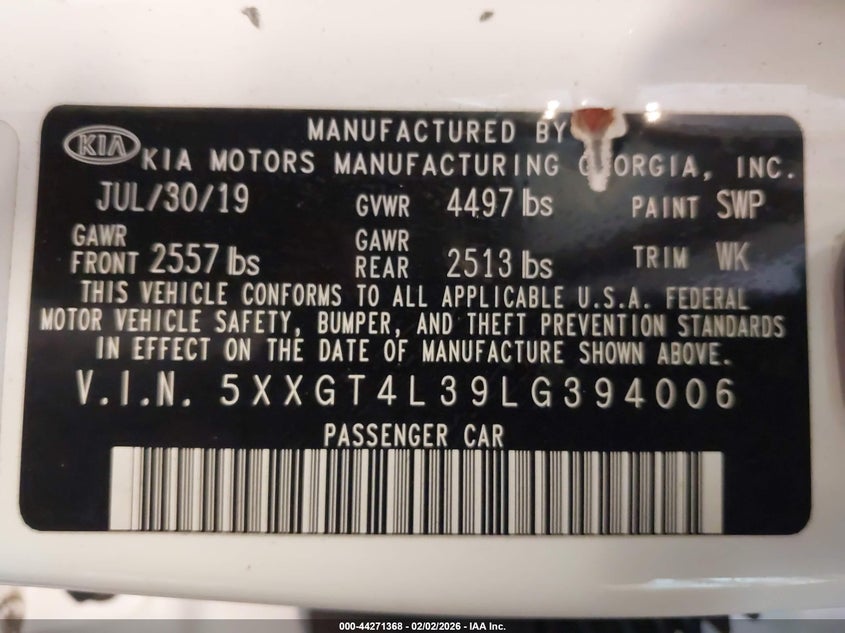 MANUFACTURED BY
KIA KIA MOTORS MANUFACTURING GEORGIA, INC.
JUL/30/19 GVWR 4497 lbs PAINT SWP
GAWR FRONT 2557 lbs GAWR REAR 2513 lbs TRIM WK
THIS VEHICLE CONFORMS TO ALL APPLICABLE U.S.A. FEDERAL
MOTOR VEHICLE SAFETY, BUMPER, AND THEFT PREVENTION STANDARDS
IN EFFECT ON THE DATE OF MANUFACTURE SHOWN ABOVE.
V.I.N. 5XXGT4L39LG394006
PASSENGER CAR
000-44271368 - 02/02/2026 - IAA Inc.